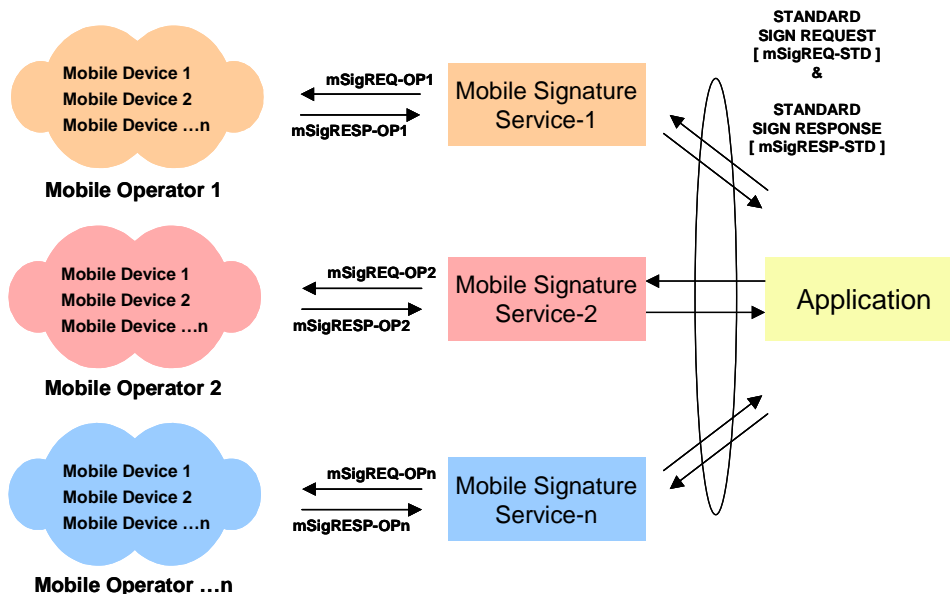 STANDARD
SIGN REQUEST
[ mSigREQ-STD ]
&
STANDARD
SIGN RESPONSE
[ mSigRESP-STD ]
Mobile Device 1
Mobile Device 2
Mobile Device …n
Mobile Operator 1
mSigREQ-OP1
mSigRESP-OP1
Mobile Signature
Service-1
Mobile Device 1
Mobile Device 2
Mobile Device …n
Mobile Operator 2
mSigREQ-OP2
mSigRESP-OP2
Mobile Signature
Service-2
Application
Mobile Device 1
Mobile Device 2
Mobile Device …n
Mobile Operator …n
mSigREQ-OPn
mSigRESP-OPn
Mobile Signature
Service-n